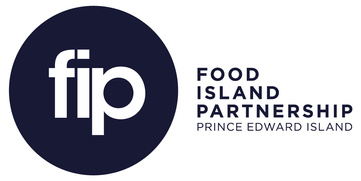 fip
FOOD
ISLAND
PARTNERSHIP
PRINCE EDWARD ISLAND